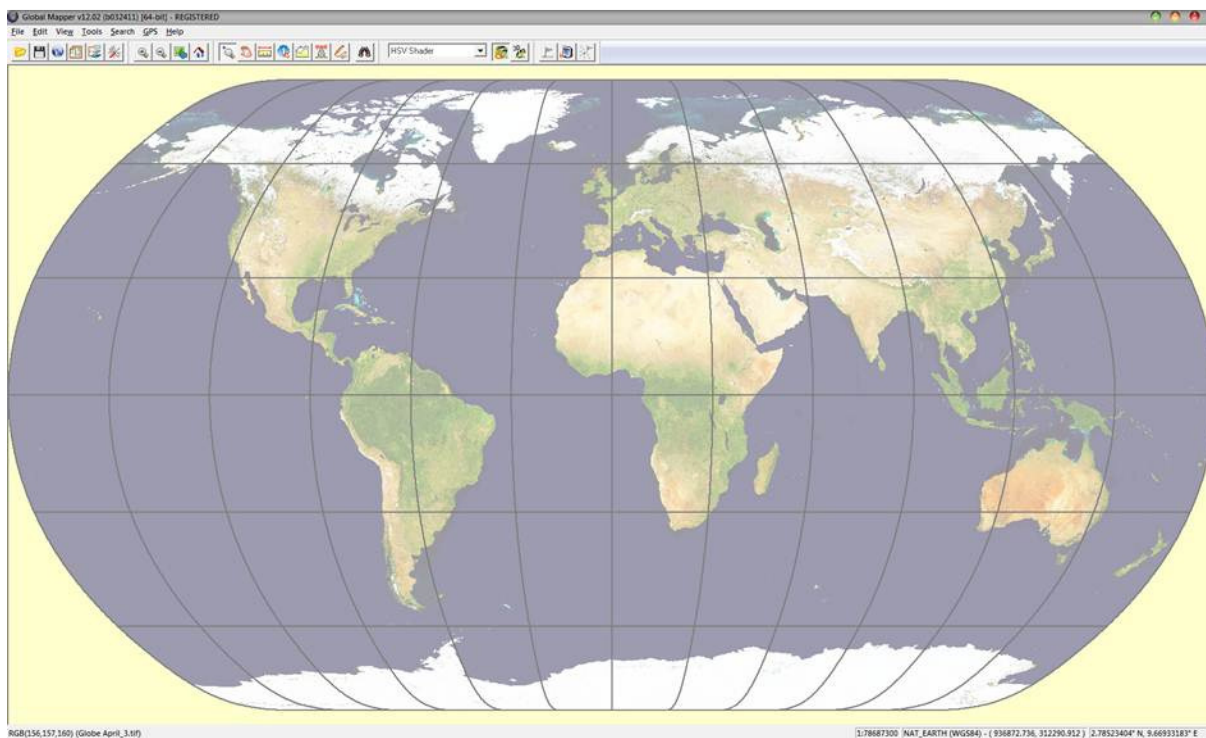 Global Mapper v12.02 (b032411) [64-bit] - REGISTERED
File Edit View Tools Search GPS Help
HSV Shader
RGB(156,157,160) (Globe April_3.tif) 1:78687300 NAT_EARTH (WGS84) - ( 936872.736, 312290.912 ) 2.78523404° N, 9.66933183° E